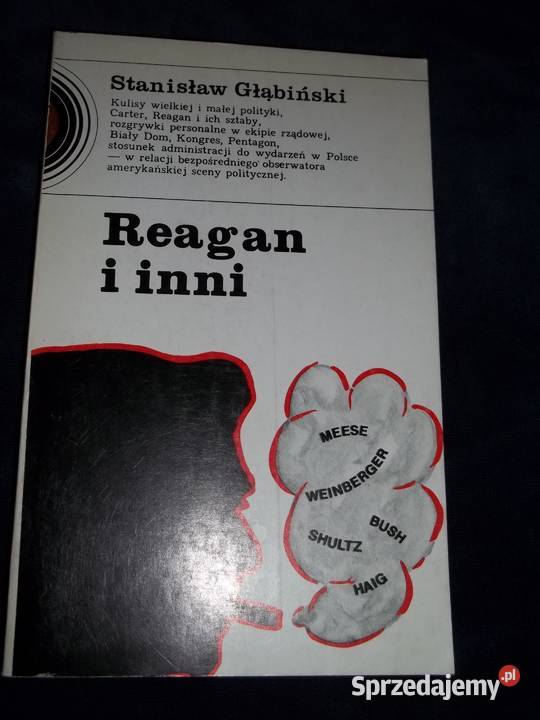 Stanisław Głąbiński
Kulisy wielkiej i małej polityki,
Carter, Reagan i ich sztaby,
rozgrywki personalne w ekipie rządowej,
Biały Dom, Kongres, Pentagon,
stosunek administracji do wydarzeń w Polsce
— w relacji bezpośredniego obserwatora
amerykańskiej sceny politycznej.
Reagan
i inni
MEESE
WEINBERGER
BUSH
SHULTZ
HAIG
Sprzedajemy.pl